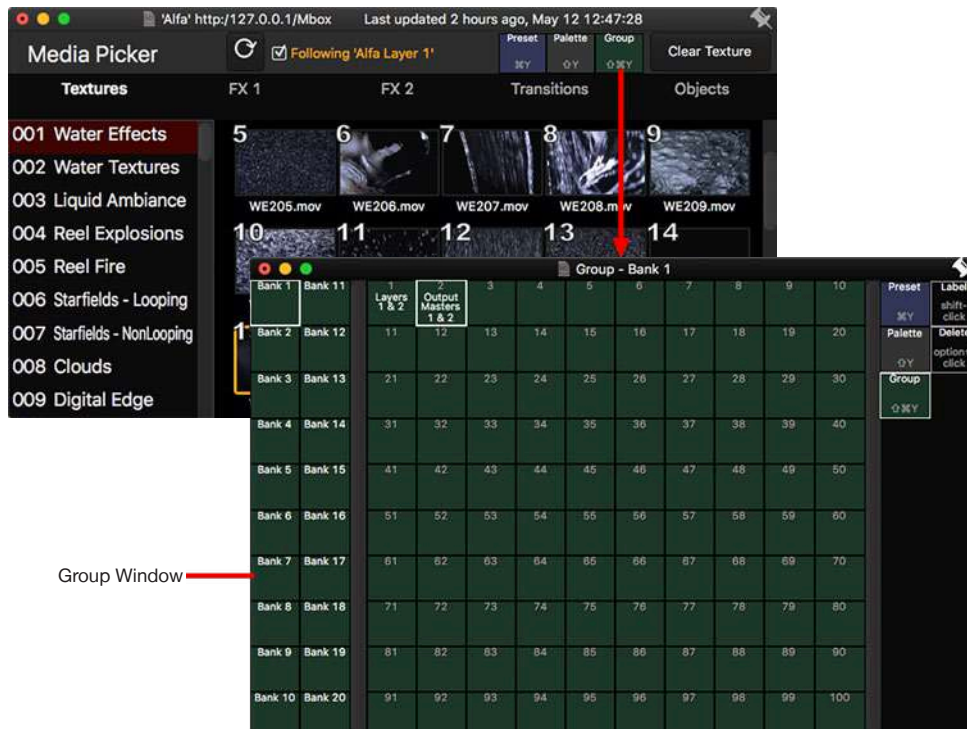 'Alfa' http:/127.0.0.1/Mbox Last updated 2 hours ago, May 12 12:47:28
Media Picker
Following 'Alfa Layer 1'
Preset ⌘Y
Palette ⇧Y
Group ⇧⌘Y
Clear Texture
Textures FX 1 FX 2 Transitions Objects
001 Water Effects
002 Water Textures
003 Liquid Ambiance
004 Reel Explosions
005 Reel Fire
006 Starfields - Looping
007 Starfields - NonLooping
008 Clouds
009 Digital Edge
5 6 7 8 9
WE205.mov WE206.mov WE207.mov WE208.mov WE209.mov
10 11 12 13 14
Group - Bank 1
Bank 1 Bank 11 1 Layers 1 & 2 2 Output Masters 1 & 2 3 4 5 6 7 8 9 10
Bank 2 Bank 12 11 12 13 14 15 16 17 18 19 20
Bank 3 Bank 13 21 22 23 24 25 26 27 28 29 30
Bank 4 Bank 14 31 32 33 34 35 36 37 38 39 40
Bank 5 Bank 15 41 42 43 44 45 46 47 48 49 50
Bank 6 Bank 16 51 52 53 54 55 56 57 58 59 60
Bank 7 Bank 17 61 62 63 64 65 66 67 68 69 70
Bank 8 Bank 18 71 72 73 74 75 76 77 78 79 80
Bank 9 Bank 19 81 82 83 84 85 86 87 88 89 90
Bank 10 Bank 20 91 92 93 94 95 96 97 98 99 100
Preset ⌘Y
Label shift-click
Palette ⇧Y
Delete option-click
Group ⇧⌘Y
Group Window